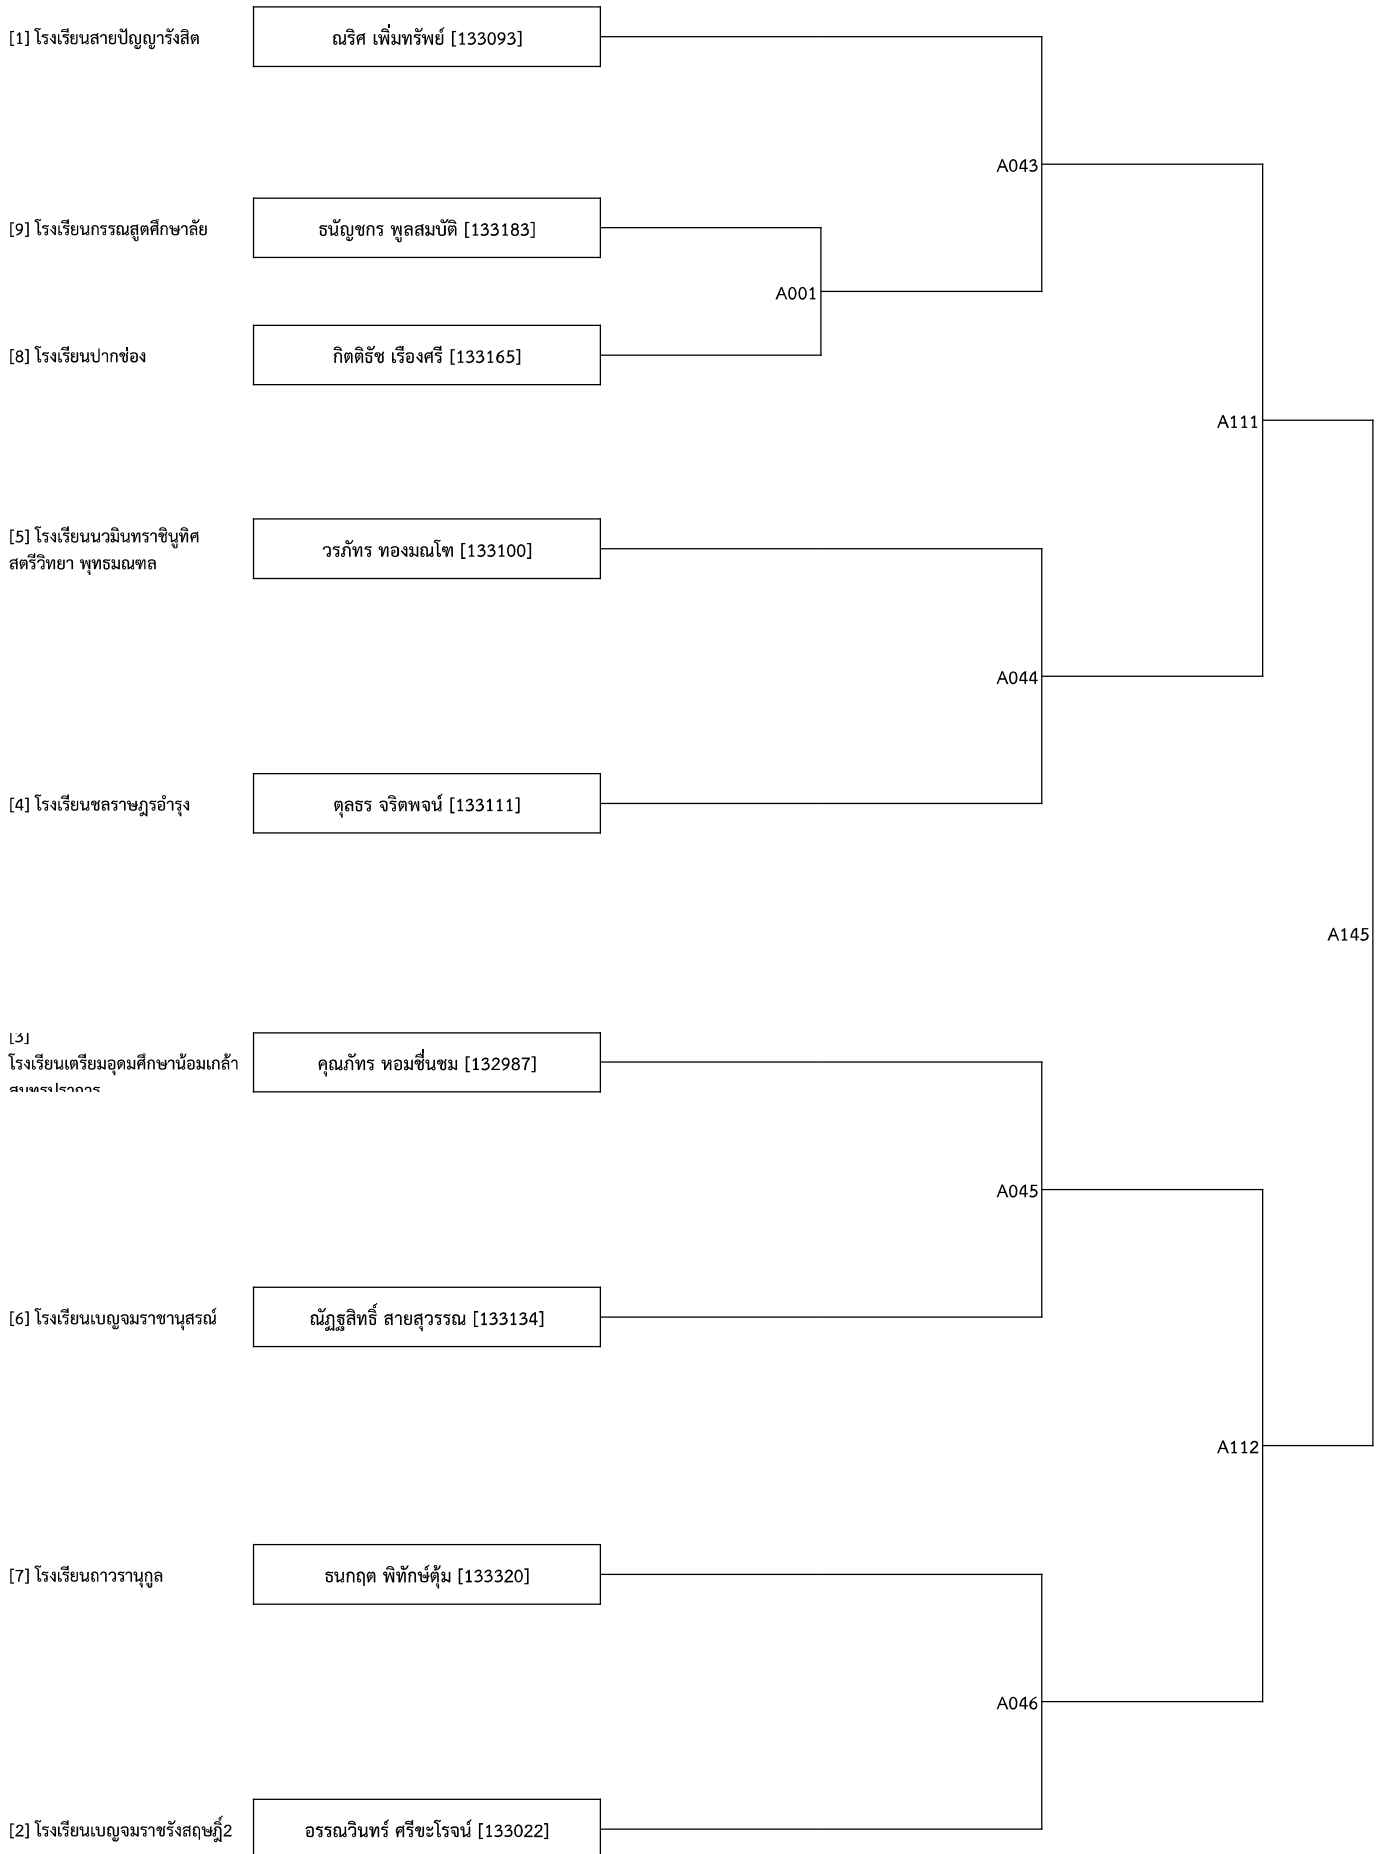 [1] โรงเรียนสายปัญญารังสิต
ณริศ เพิ่มทรัพย์ [133093]
A043
[9] โรงเรียนกรรณสูตศึกษาลัย
ธนัญชกร พูลสมบัติ [133183]
A001
[8] โรงเรียนปากช่อง
กิตติธัช เรืองศรี [133165]
A111
[5] โรงเรียนนวมินทราชินูทิศ
สตรีวิทยา พุทธมณฑล
วรภัทร ทองมณโฑ [133100]
A044
[4] โรงเรียนชลราษฎรอำรุง
ตุลธร จริตพจน์ [133111]
A145
[3]
โรงเรียนเตรียมอุดมศึกษาน้อมเกล้า
สมุทรปราการ
คุณภัทร หอมชื่นชม [132987]
A045
[6] โรงเรียนเบญจมราชานุสรณ์
ณัฏฐสิทธิ์ สายสุวรรณ [133134]
A112
[7] โรงเรียนถาวรานุกูล
ธนกฤต พิทักษ์ตุ้ม [133320]
A046
[2] โรงเรียนเบญจมราชรังสฤษฎิ์2
อรรณวินทร์ ศรีขะโรจน์ [133022]